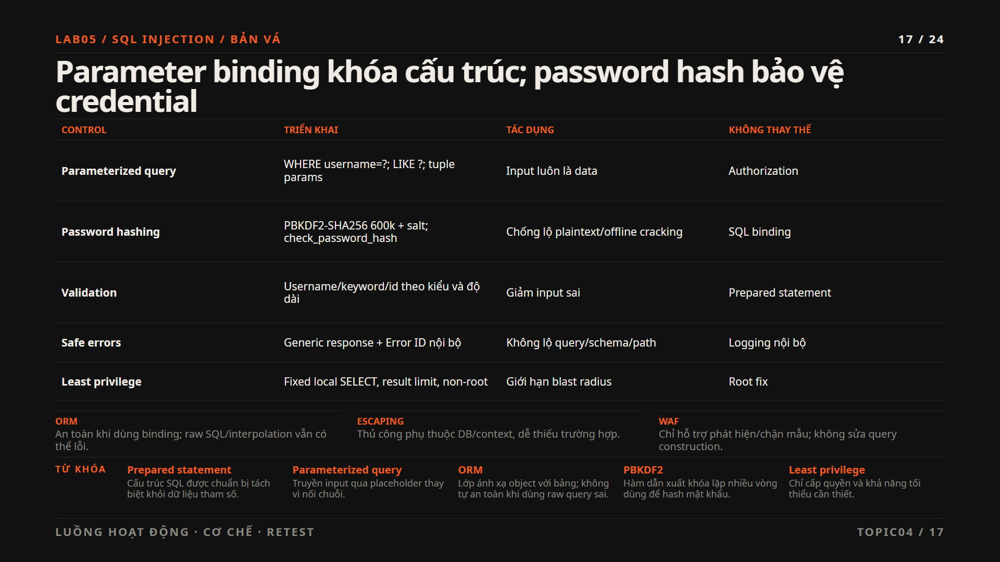 LAB05 / SQL INJECTION / BẢN VÁ
17 / 24
Parameter binding khóa cấu trúc; password hash bảo vệ
credential
CONTROL
TRIỂN KHAI
TÁC DỤNG
KHÔNG THAY THẾ
Parameterized query
WHERE username=?; LIKE ?; tuple
params
Input luôn là data
Authorization
Password hashing
PBKDF2-SHA256 600k + salt;
check_password_hash
Chống lộ plaintext/offline cracking
SQL binding
Validation
Username/keyword/id theo kiểu và độ
dài
Giảm input sai
Prepared statement
Safe errors
Generic response + Error ID nội bộ
Không lộ query/schema/path
Logging nội bộ
Least privilege
Fixed local SELECT, result limit, non-root
Giới hạn blast radius
Root fix
ORM
An toàn khi dùng binding; raw SQL/interpolation vẫn có
thể lỗi.
ESCAPING
Thủ công phụ thuộc DB/context, dễ thiếu trường hợp.
WAF
Chỉ hỗ trợ phát hiện/chặn mẫu; không sửa query
construction.
TỪ KHÓA
Prepared statement
Cấu trúc SQL được chuẩn bị tách
biệt khỏi dữ liệu tham số.
Parameterized query
Truyền input qua placeholder thay
vì nối chuỗi.
ORM
Lớp ánh xạ object với bảng; không
tự an toàn khi dùng raw query sai.
PBKDF2
Hàm dẫn xuất khóa lặp nhiều vòng
dùng để hash mật khẩu.
Least privilege
Chỉ cấp quyền và khả năng tối
thiểu cần thiết.
LUỒNG HOẠT ĐỘNG · CƠ CHẾ · RETEST
TOPIC04 / 17